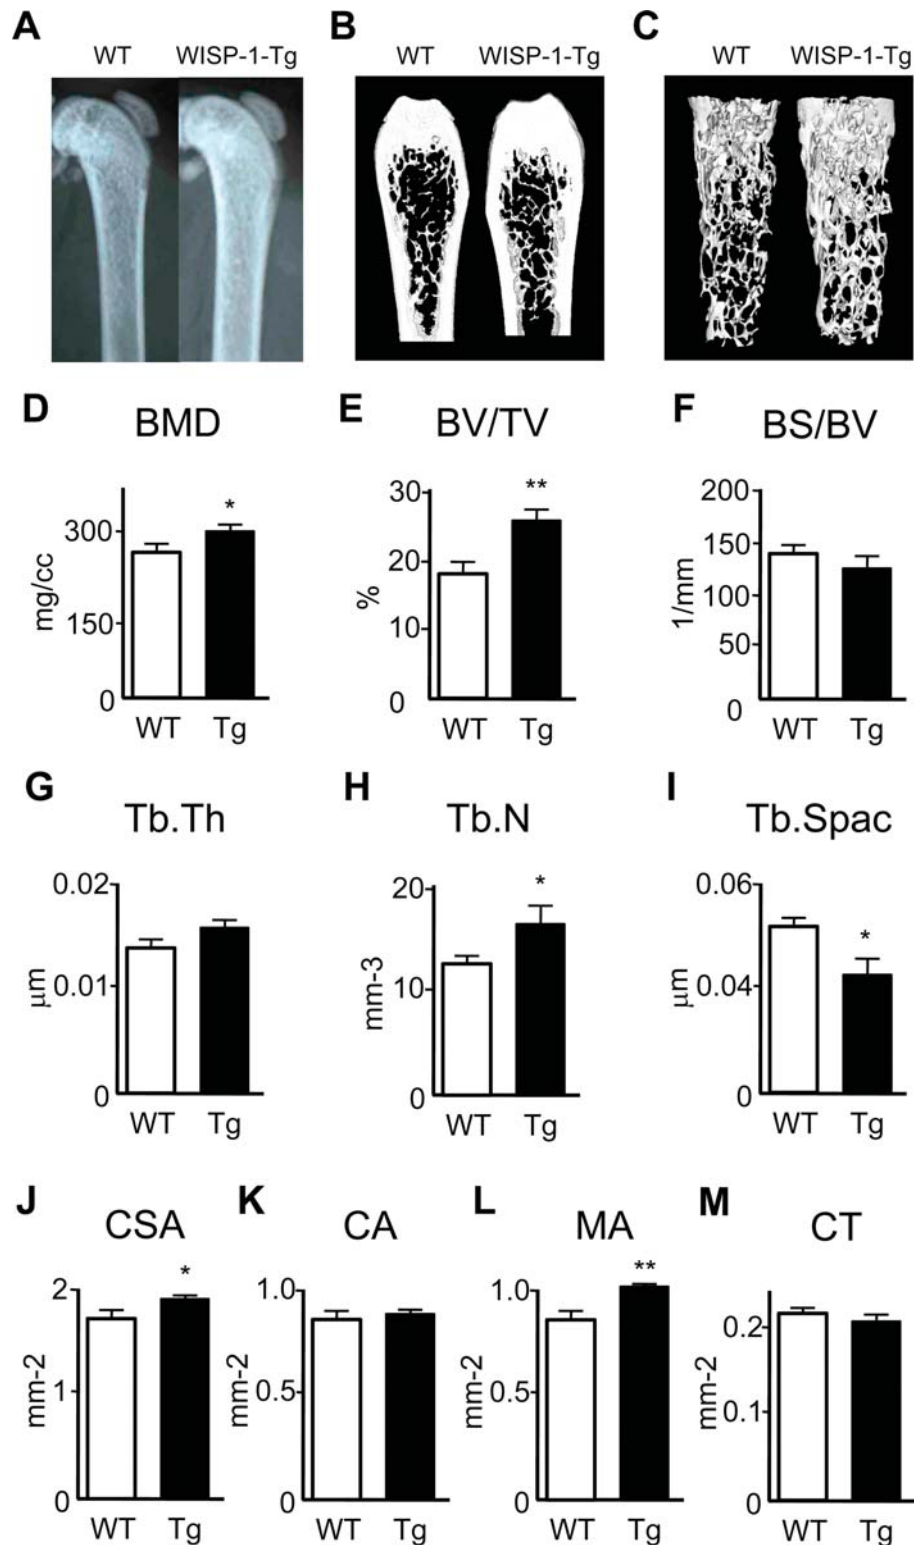 A B C
WT WISP-1-Tg WT WISP-1-Tg WT WISP-1-Tg
D BMD E BV/TV F BS/BV
mg/cc 300 150 0 * WT Tg
% 30 20 10 0 ** WT Tg
1/mm 200 150 100 50 0 WT Tg
G Tb.Th H Tb.N I Tb.Spac
μm 0.02 0.01 0 WT Tg
mm-3 20 10 0 * WT Tg
μm 0.06 0.04 0 * WT Tg
J CSA K CA L MA M CT
mm-2 2 1 0 * WT Tg
mm-2 1.0 0.5 0 WT Tg
mm-2 1.0 0.5 0 ** WT Tg
mm-2 0.2 0.1 0 WT Tg